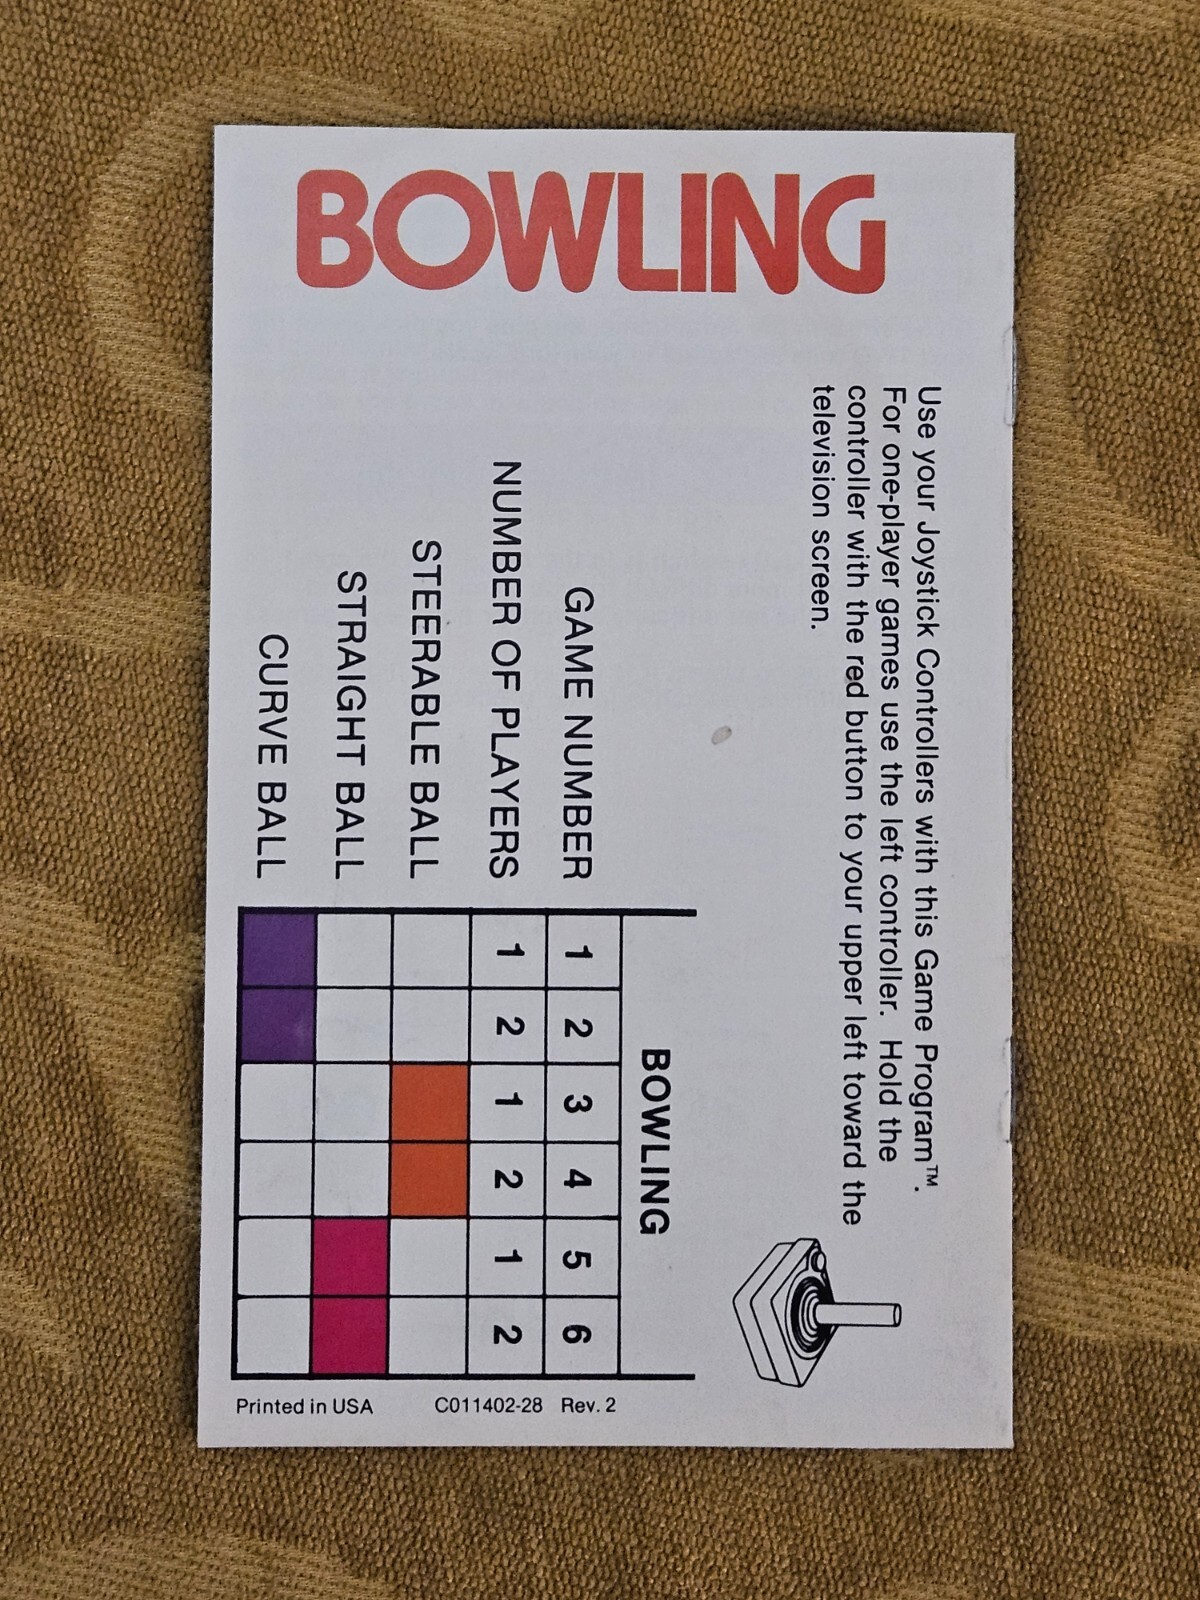 BOWLING
Use your Joystick Controllers with this Game Program™.
For one-player games use the left controller. Hold the
controller with the red button to your upper left toward the
television screen.
BOWLING
GAME NUMBER 1 2 3 4 5 6
NUMBER OF PLAYERS 1 2 1 2 1 2
STEERABLE BALL
STRAIGHT BALL
CURVE BALL
Printed in USA C011402-28 Rev. 2